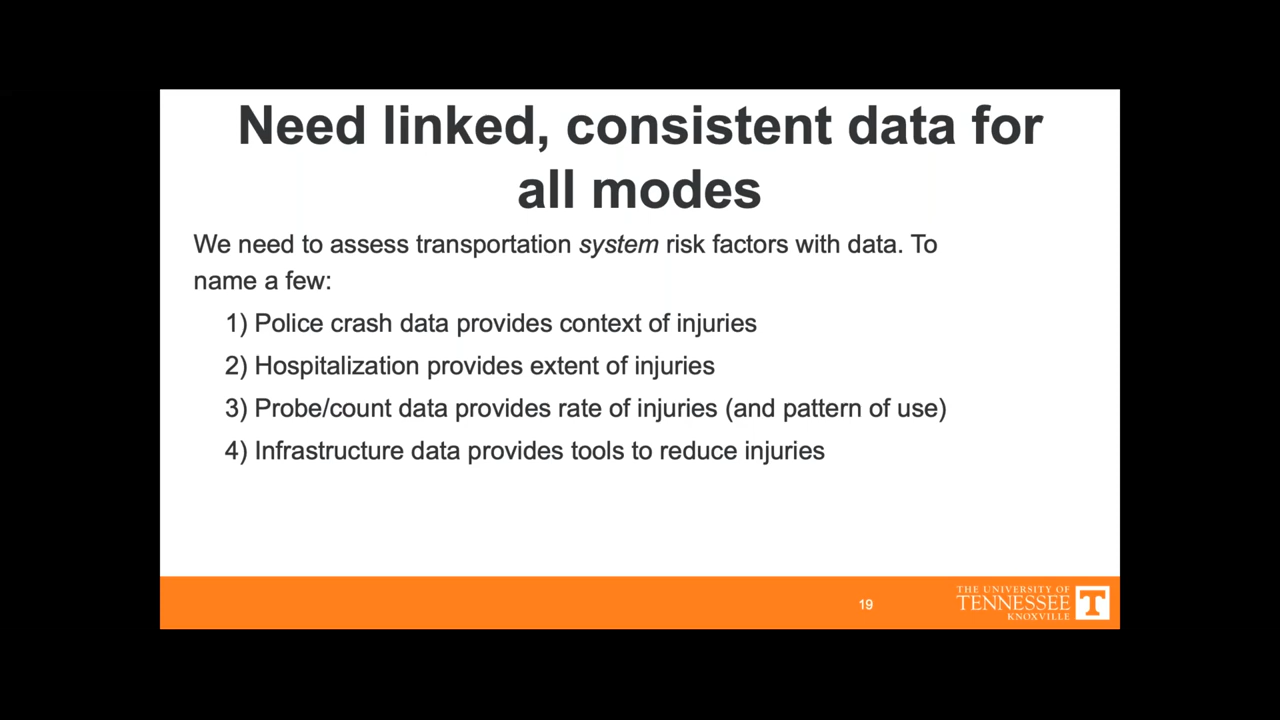 Need linked, consistent data for
all modes
We need to assess transportation system risk factors with data. To
name a few:
1) Police crash data provides context of injuries
2) Hospitalization provides extent of injuries
3) Probe/count data provides rate of injuries (and pattern of use)
4) Infrastructure data provides tools to reduce injuries
19
THE UNIVERSITY OF
TENNESSEE
KNOXVILLE
T